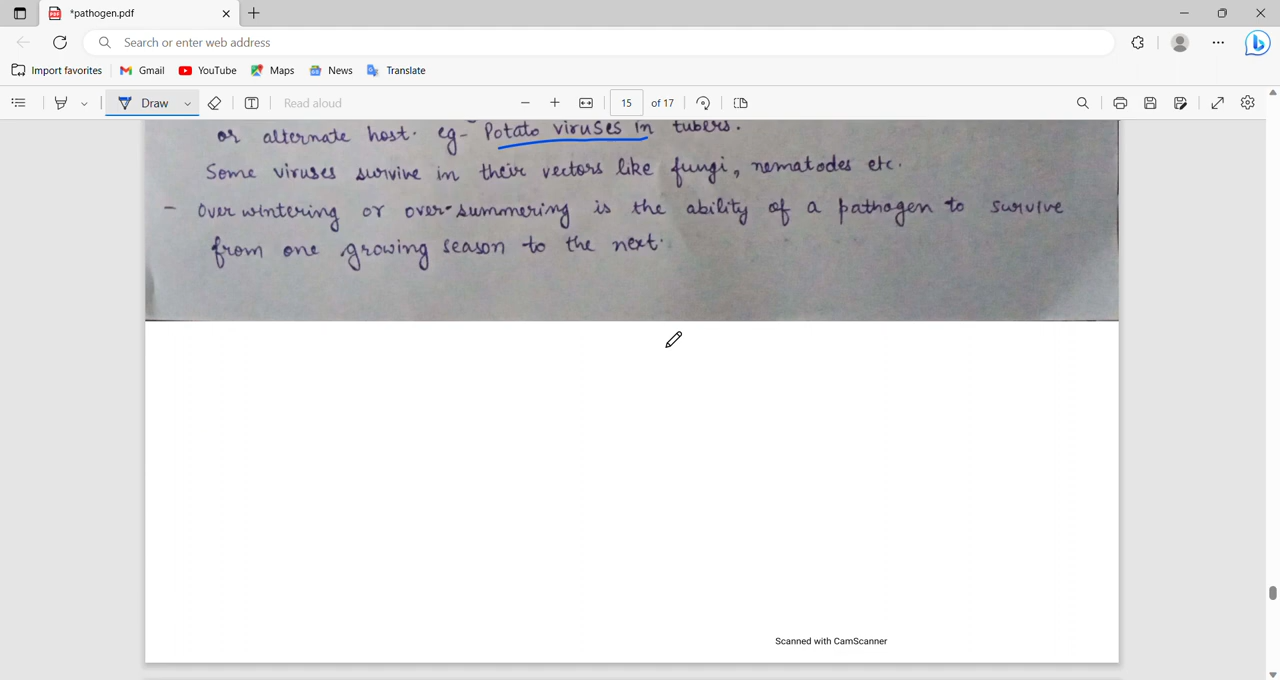 *pathogen.pdf
Search or enter web address
Import favorites Gmail YouTube Maps News Translate
Draw Read aloud 15 of 17
or alternate host. eg- Potato viruses in tubers.
Some viruses survive in their vectors like fungi, nematodes etc.
- Over wintering or over-summering is the ability of a pathogen to survive
from one growing season to the next.
Scanned with CamScanner